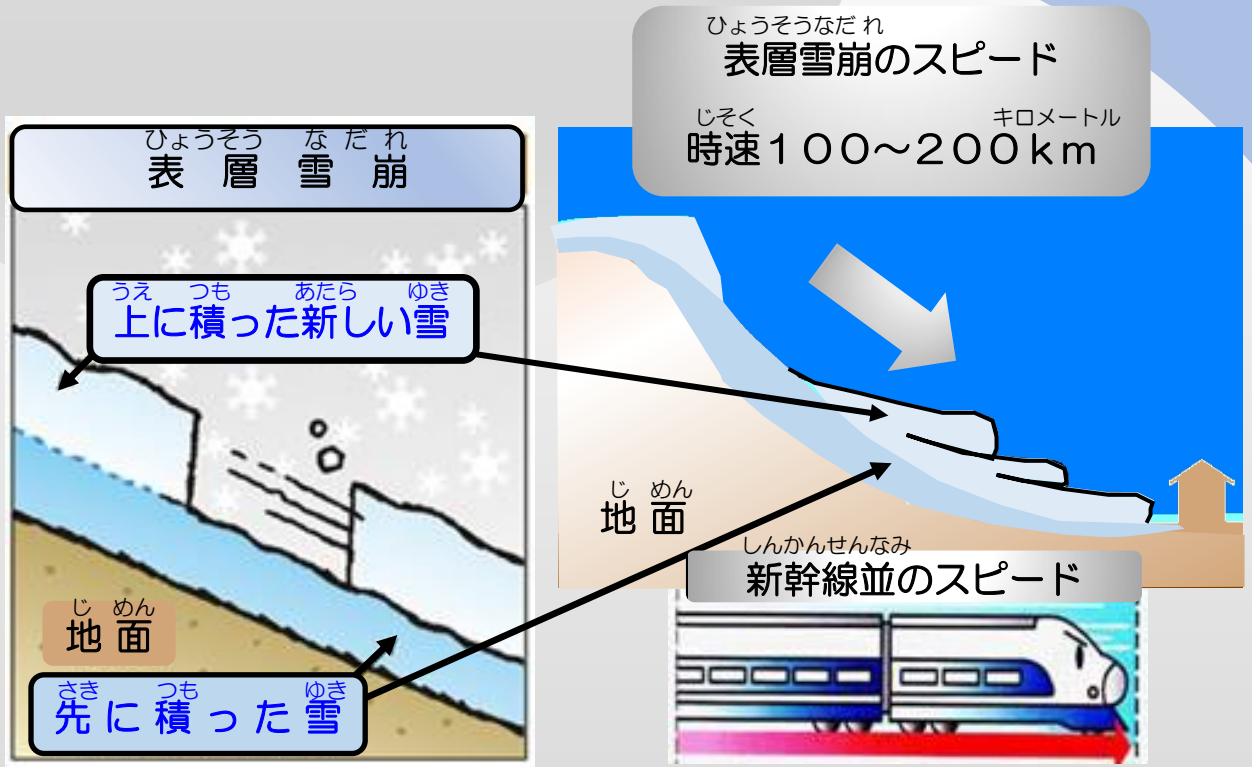 ひょうそうなだれ
表層雪崩のスピード
じそく キロメートル
時速１００～２００ｋｍ
ひょうそう なだれ
表層雪崩
うえ つも あたら ゆき
上に積った新しい雪
じ めん
地面
さき つも ゆき
先に積った雪
じ めん
地面
しんかんせんなみ
新幹線並のスピード